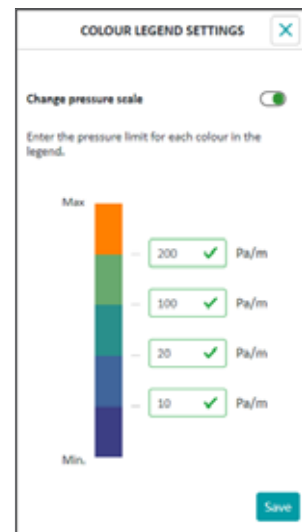 COLOUR LEGEND SETTINGS
Change pressure scale
Enter the pressure limit for each colour in the
legend.
Max
200 Pa/m
100 Pa/m
20 Pa/m
10 Pa/m
Min.
Save